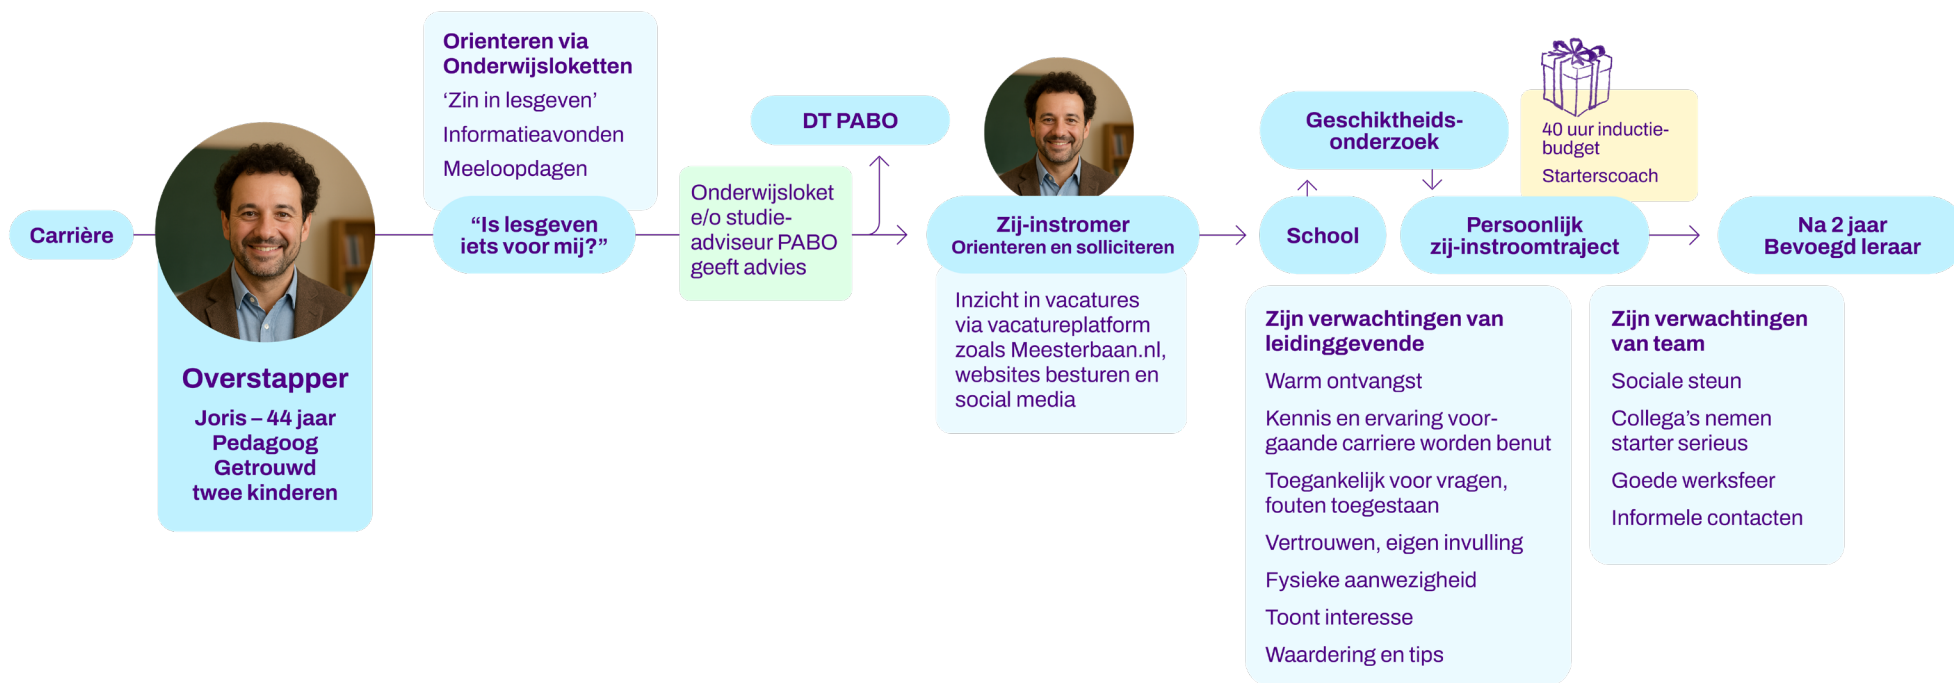 Carrière
Overstapper
Joris – 44 jaar
Pedagoog
Getrouwd
twee kinderen
Orienteren via
Onderwijsloketten
‘Zin in lesgeven’
Informatieavonden
Meeloopdagen
“Is lesgeven
iets voor mij?”
Onderwijsloket
e/o studie-
adviseur PABO
geeft advies
DT PABO
Zij-instromer
Orienteren en solliciteren
Inzicht in vacatures
via vacatureplatform
zoals Meesterbaan.nl,
websites besturen en
social media
School
Geschiktheids-
onderzoek
Persoonlijk
zij-instroomtraject
40 uur inductie-
budget
Starterscoach
Na 2 jaar
Bevoegd leraar
Zijn verwachtingen van
leidinggevende
Warm ontvangst
Kennis en ervaring voor-
gaande carriere worden benut
Toegankelijk voor vragen,
fouten toegestaan
Vertrouwen, eigen invulling
Fysieke aanwezigheid
Toont interesse
Waardering en tips
Zijn verwachtingen
van team
Sociale steun
Collega’s nemen
starter serieus
Goede werksfeer
Informele contacten